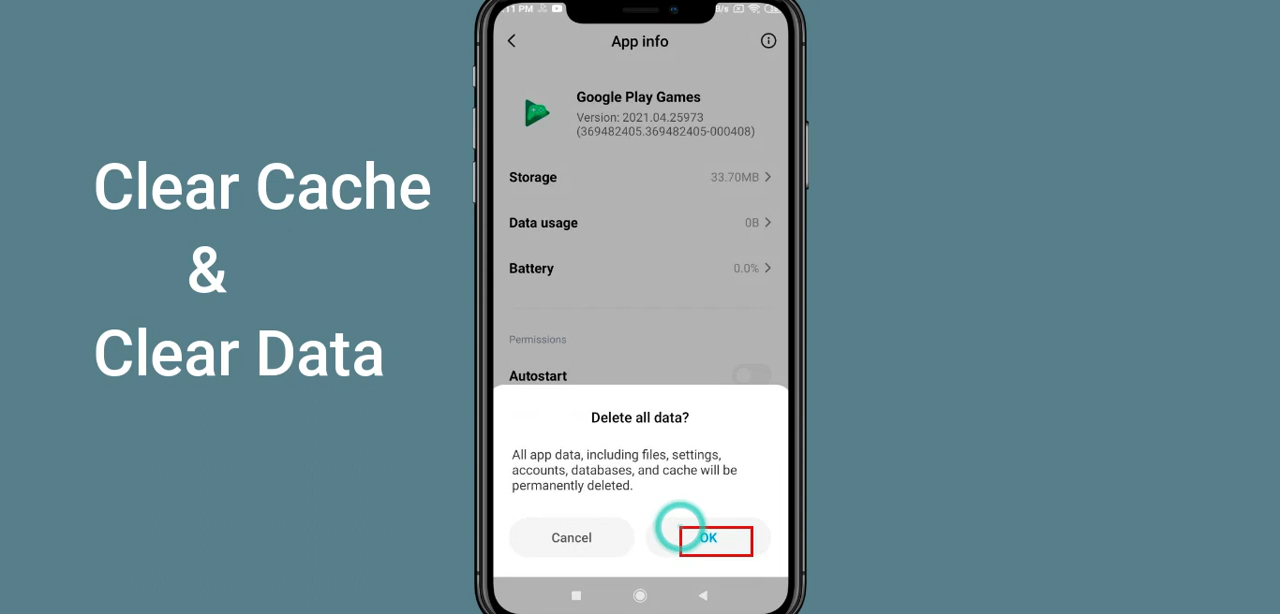 Clear Cache
&
Clear Data
11 PM
B/s
App info
Google Play Games
Version: 2021.04.25973
(369482405.369482405-000408)
Storage 33.70MB
Data usage 0B
Battery 0.0%
Permissions
Autostart
Delete all data?
All app data, including files, settings,
accounts, databases, and cache will be
permanently deleted.
Cancel OK